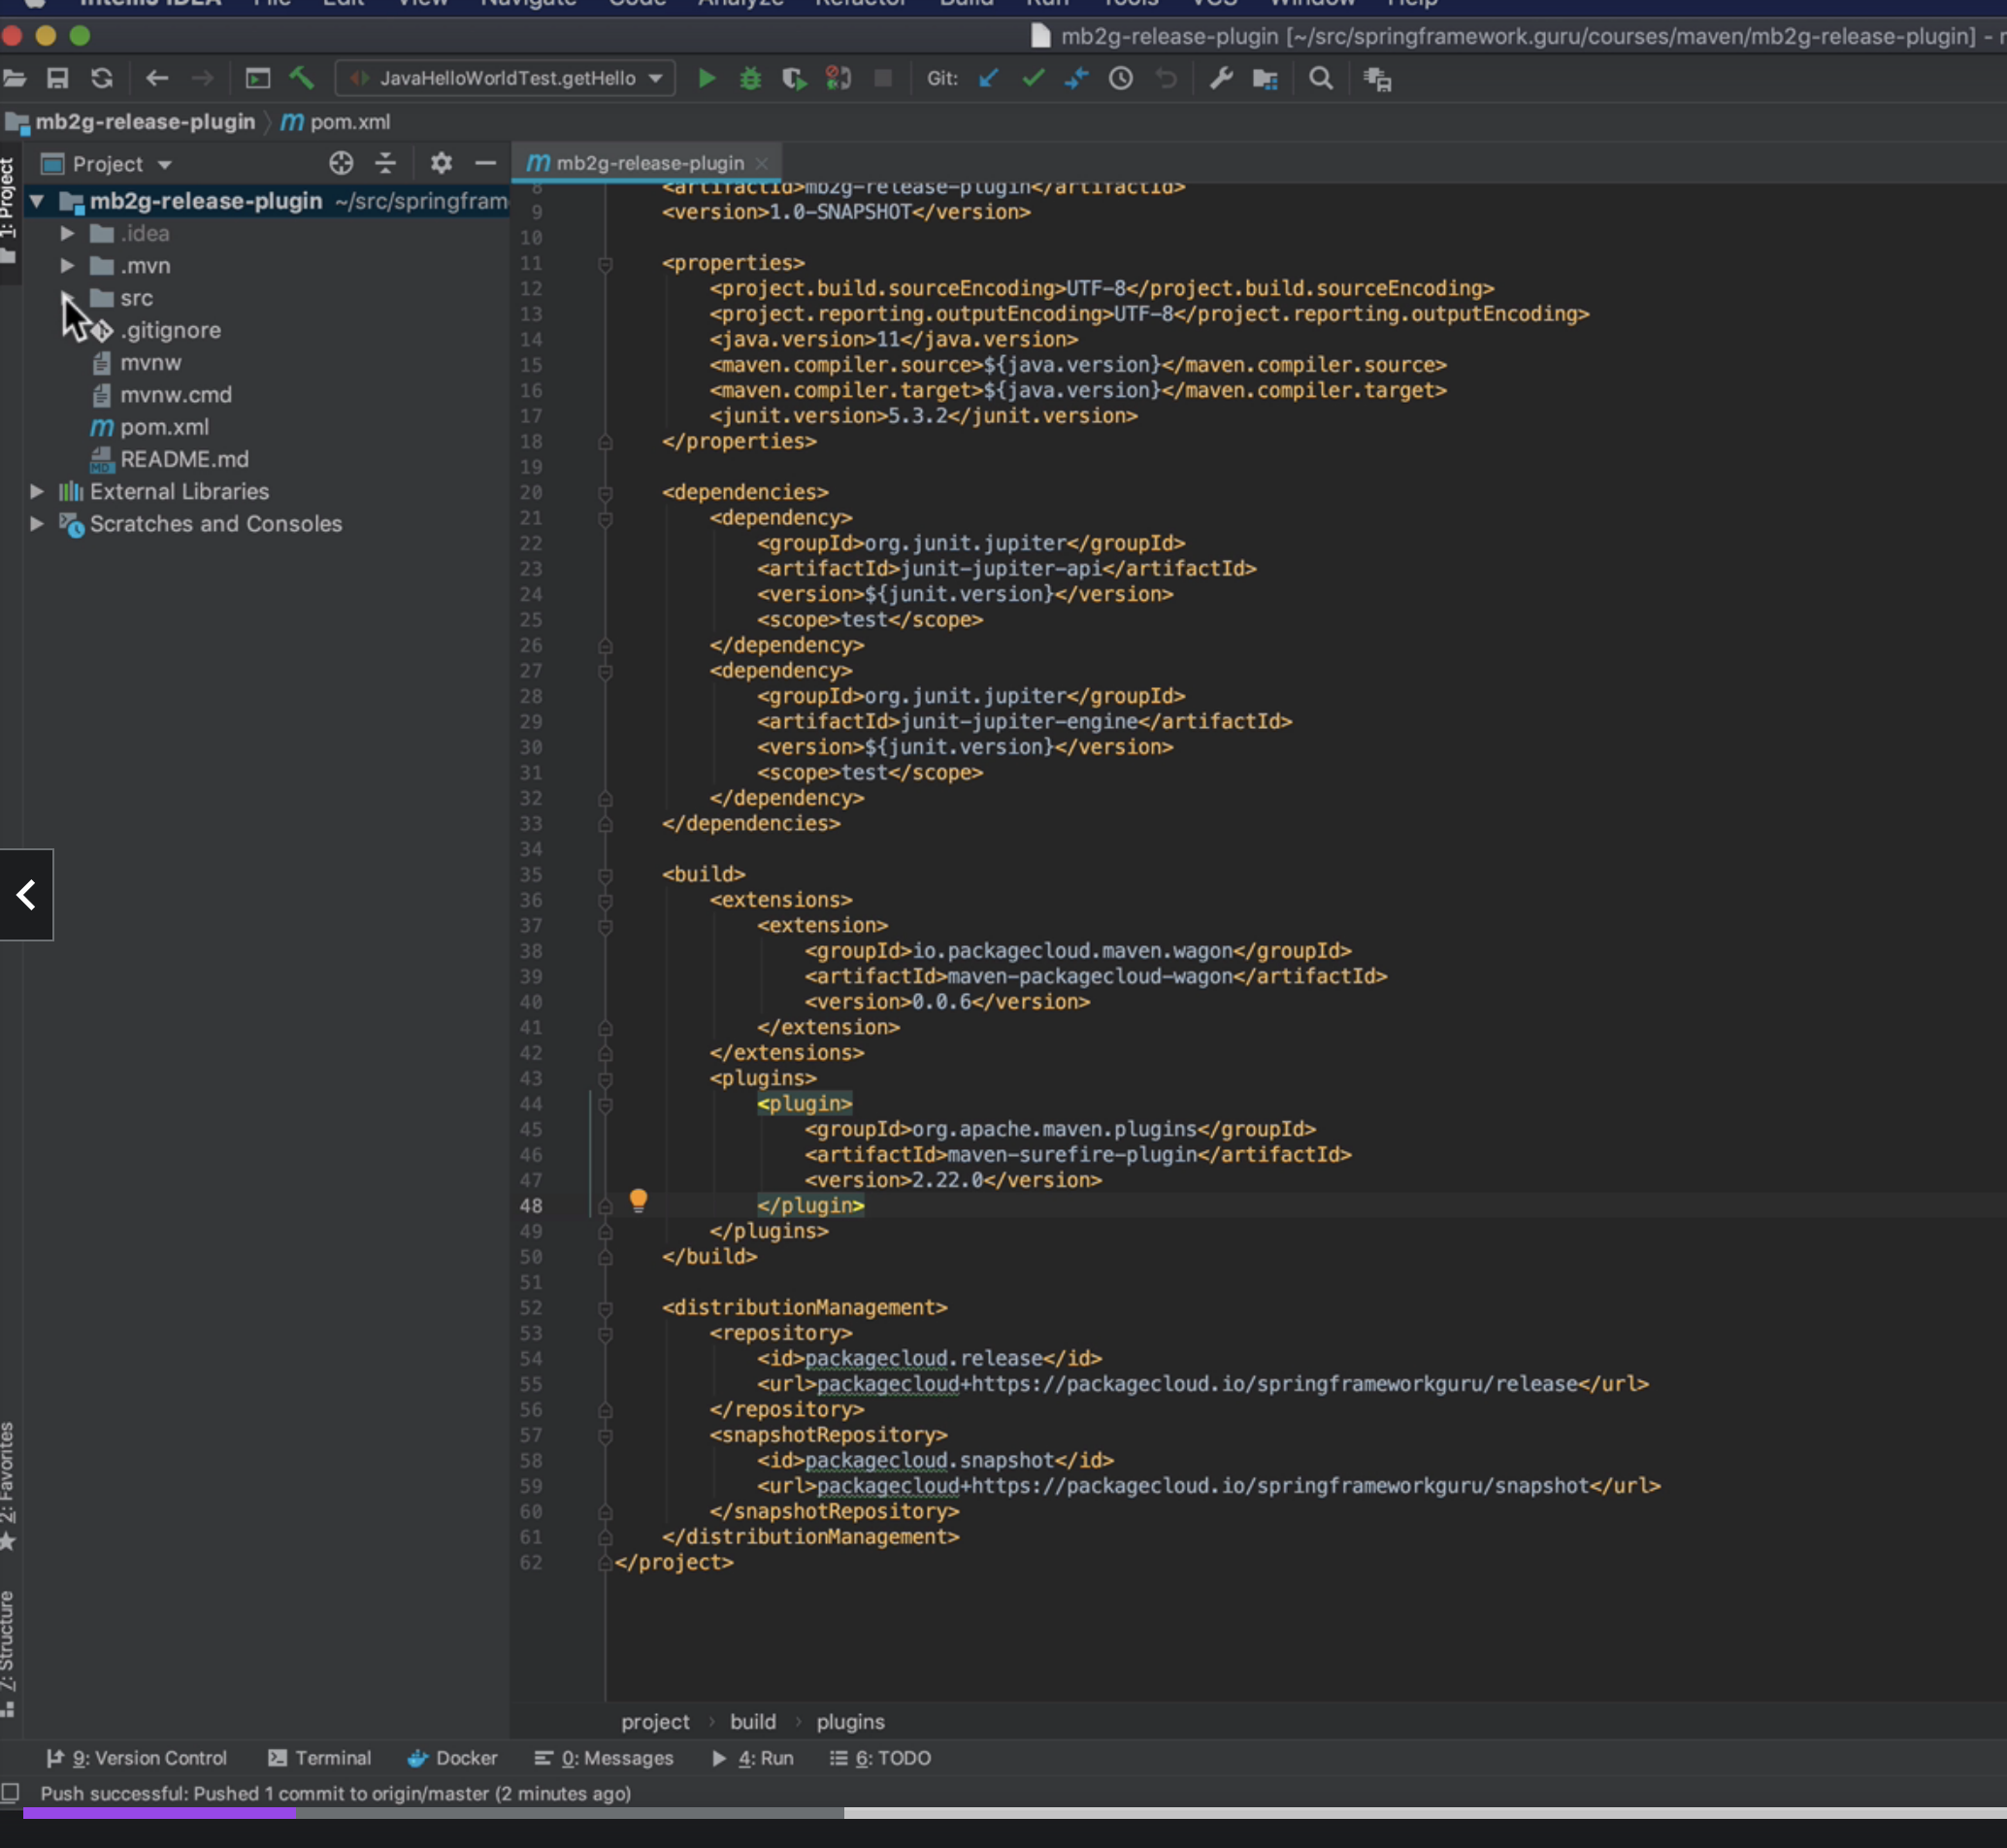 IntelliJ IDEA File Edit View Navigate Code Analyze Refactor Build Run Tools VCS Window Help
mb2g-release-plugin [~/src/springframework.guru/courses/maven/mb2g-release-plugin] -
JavaHelloWorldTest.getHello
Git:
mb2g-release-plugin
pom.xml
1: Project
Project
mb2g-release-plugin ~/src/springfram
.idea
.mvn
src
.gitignore
mvnw
mvnw.cmd
pom.xml
README.md
External Libraries
Scratches and Consoles
2: Favorites
7: Structure
mb2g-release-plugin
8 <artifactId>mb2g-release-plugin</artifactId>
9 <version>1.0-SNAPSHOT</version>
10
11 <properties>
12 <project.build.sourceEncoding>UTF-8</project.build.sourceEncoding>
13 <project.reporting.outputEncoding>UTF-8</project.reporting.outputEncoding>
14 <java.version>11</java.version>
15 <maven.compiler.source>${java.version}</maven.compiler.source>
16 <maven.compiler.target>${java.version}</maven.compiler.target>
17 <junit.version>5.3.2</junit.version>
18 </properties>
19
20 <dependencies>
21 <dependency>
22 <groupId>org.junit.jupiter</groupId>
23 <artifactId>junit-jupiter-api</artifactId>
24 <version>${junit.version}</version>
25 <scope>test</scope>
26 </dependency>
27 <dependency>
28 <groupId>org.junit.jupiter</groupId>
29 <artifactId>junit-jupiter-engine</artifactId>
30 <version>${junit.version}</version>
31 <scope>test</scope>
32 </dependency>
33 </dependencies>
34
35 <build>
36 <extensions>
37 <extension>
38 <groupId>io.packagecloud.maven.wagon</groupId>
39 <artifactId>maven-packagecloud-wagon</artifactId>
40 <version>0.0.6</version>
41 </extension>
42 </extensions>
43 <plugins>
44 <plugin>
45 <groupId>org.apache.maven.plugins</groupId>
46 <artifactId>maven-surefire-plugin</artifactId>
47 <version>2.22.0</version>
48 </plugin>
49 </plugins>
50 </build>
51
52 <distributionManagement>
53 <repository>
54 <id>packagecloud.release</id>
55 <url>packagecloud+https://packagecloud.io/springframeworkguru/release</url>
56 </repository>
57 <snapshotRepository>
58 <id>packagecloud.snapshot</id>
59 <url>packagecloud+https://packagecloud.io/springframeworkguru/snapshot</url>
60 </snapshotRepository>
61 </distributionManagement>
62 </project>
project › build › plugins
9: Version Control
Terminal
Docker
0: Messages
4: Run
6: TODO
Push successful: Pushed 1 commit to origin/master (2 minutes ago)